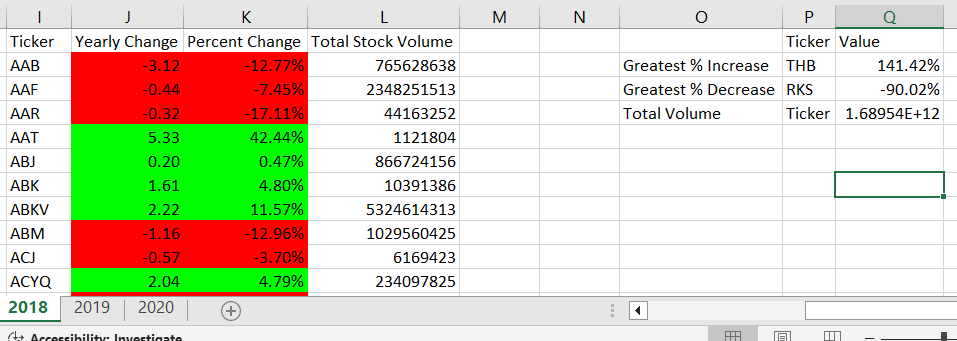 I J K L M N O P Q
Ticker Yearly Change Percent Change Total Stock Volume Ticker Value
AAB -3.12 -12.77% 765628638 Greatest % Increase THB 141.42%
AAF -0.44 -7.45% 2348251513 Greatest % Decrease RKS -90.02%
AAR -0.32 -17.11% 44163252 Total Volume Ticker 1.68954E+12
AAT 5.33 42.44% 1121804
ABJ 0.20 0.47% 866724156
ABK 1.61 4.80% 10391386
ABKV 2.22 11.57% 5324614313
ABM -1.16 -12.96% 1029560425
ACJ -0.57 -3.70% 6169423
ACYQ 2.04 4.79% 234097825
2018 2019 2020
Accessibility: Investigate